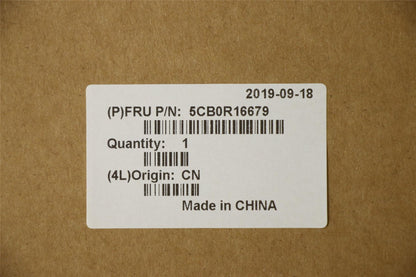 2019-09-18
(P)FRU P/N: 5CB0R16679
Quantity: 1
(4L)Origin: CN
Made in CHINA